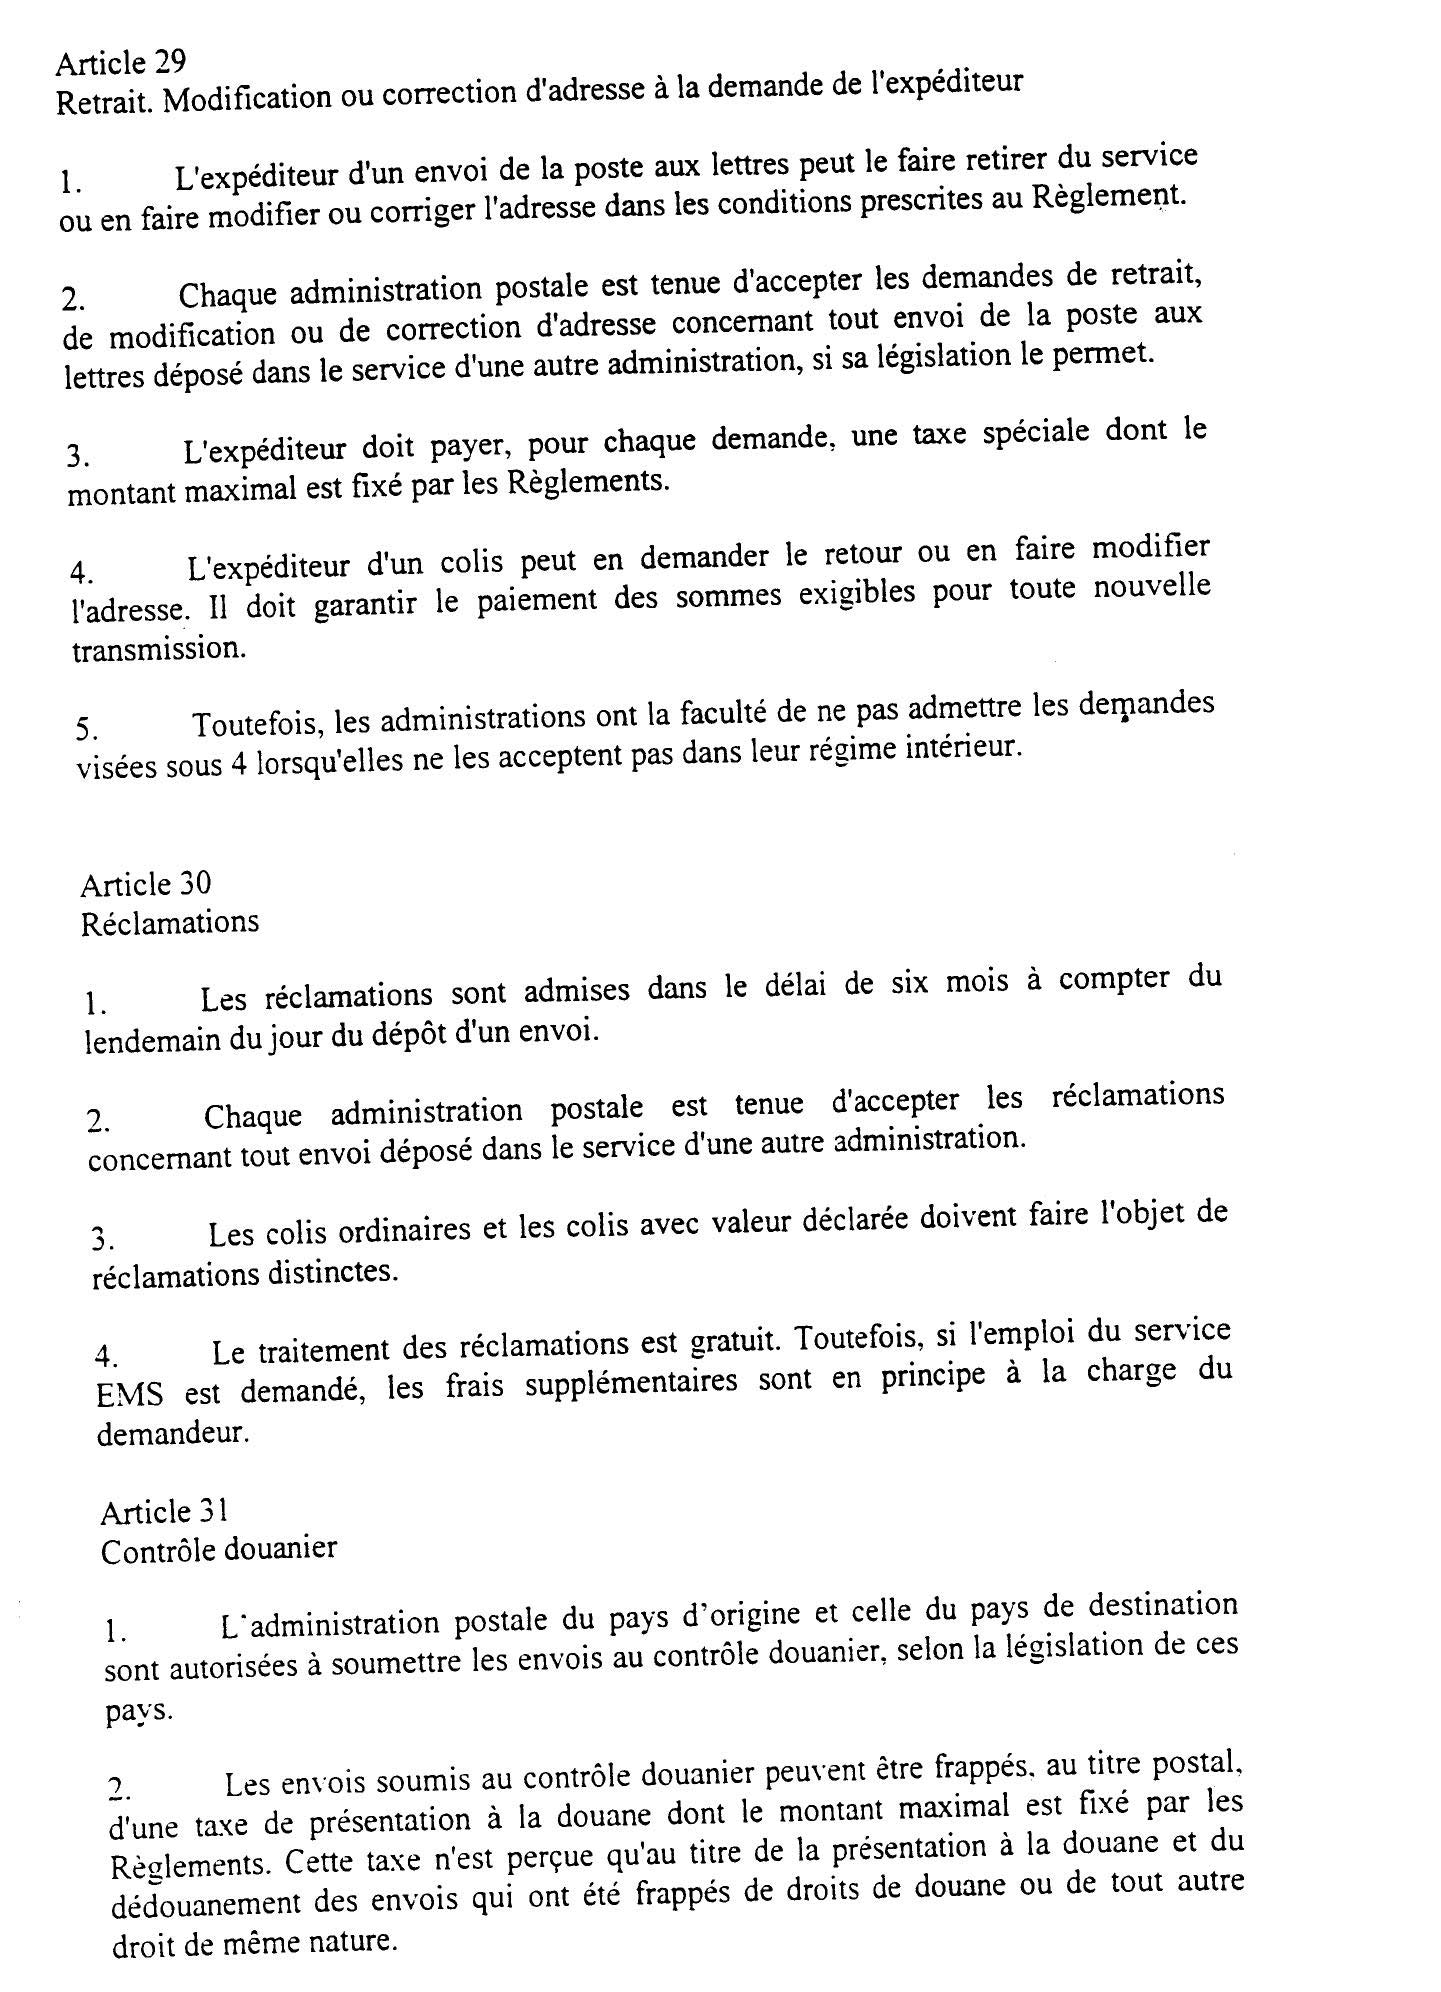 Article 29
Retrait. Modification ou correction d'adresse à la demande de l'expéditeur
1. L'expéditeur d'un envoi de la poste aux lettres peut le faire retirer du service
ou en faire modifier ou corriger l'adresse dans les conditions prescrites au Règlement.
2. Chaque administration postale est tenue d'accepter les demandes de retrait,
de modification ou de correction d'adresse concernant tout envoi de la poste aux
lettres déposé dans le service d'une autre administration, si sa législation le permet.
3. L'expéditeur doit payer, pour chaque demande, une taxe spéciale dont le
montant maximal est fixé par les Règlements.
4. L'expéditeur d'un colis peut en demander le retour ou en faire modifier
l'adresse. Il doit garantir le paiement des sommes exigibles pour toute nouvelle
transmission.
5. Toutefois, les administrations ont la faculté de ne pas admettre les demandes
visées sous 4 lorsqu'elles ne les acceptent pas dans leur régime intérieur.
Article 30
Réclamations
1. Les réclamations sont admises dans le délai de six mois à compter du
lendemain du jour du dépôt d'un envoi.
2. Chaque administration postale est tenue d'accepter les réclamations
concernant tout envoi déposé dans le service d'une autre administration.
3. Les colis ordinaires et les colis avec valeur déclarée doivent faire l'objet de
réclamations distinctes.
4. Le traitement des réclamations est gratuit. Toutefois, si l'emploi du service
EMS est demandé, les frais supplémentaires sont en principe à la charge du
demandeur.
Article 31
Contrôle douanier
1. L'administration postale du pays d'origine et celle du pays de destination
sont autorisées à soumettre les envois au contrôle douanier, selon la législation de ces
pays.
2. Les envois soumis au contrôle douanier peuvent être frappés, au titre postal,
d'une taxe de présentation à la douane dont le montant maximal est fixé par les
Règlements. Cette taxe n'est perçue qu'au titre de la présentation à la douane et du
dédouanement des envois qui ont été frappés de droits de douane ou de tout autre
droit de même nature.